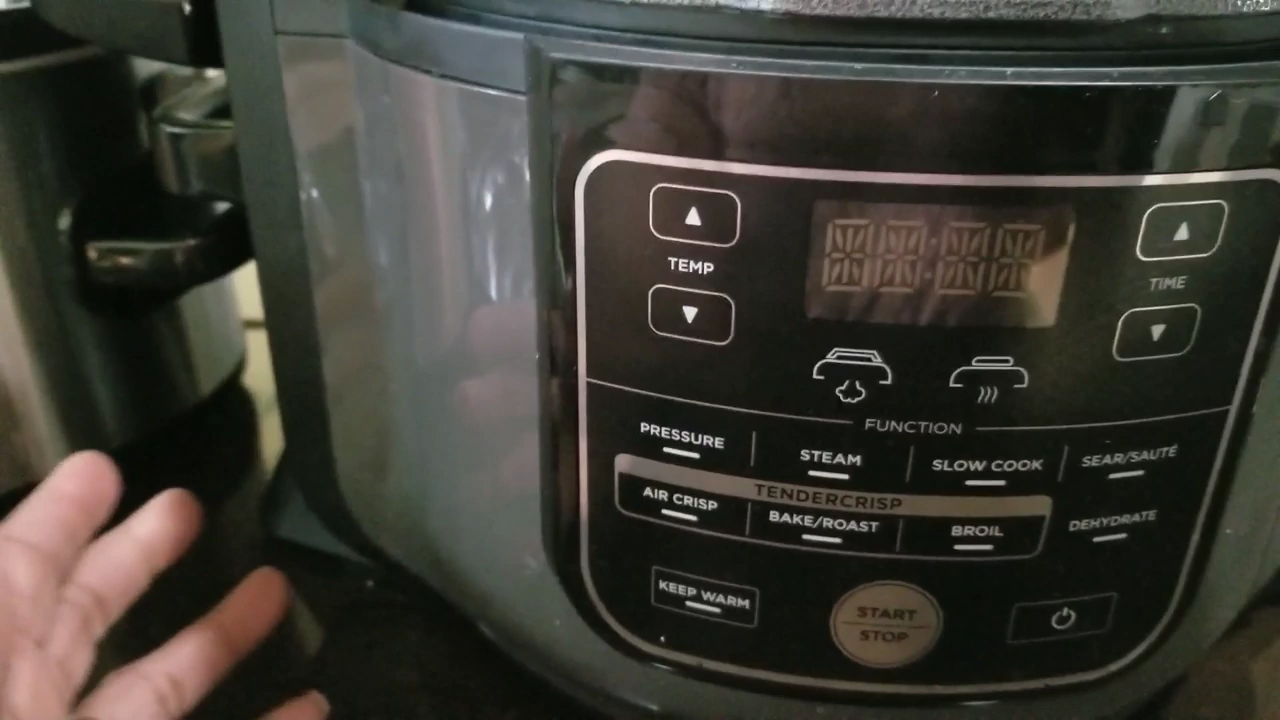 TEMP
TIME
FUNCTION
PRESSURE
STEAM
SLOW COOK
SEAR/SAUTÉ
TENDERCRISP
AIR CRISP
BAKE/ROAST
BROIL
DEHYDRATE
KEEP WARM
START
STOP